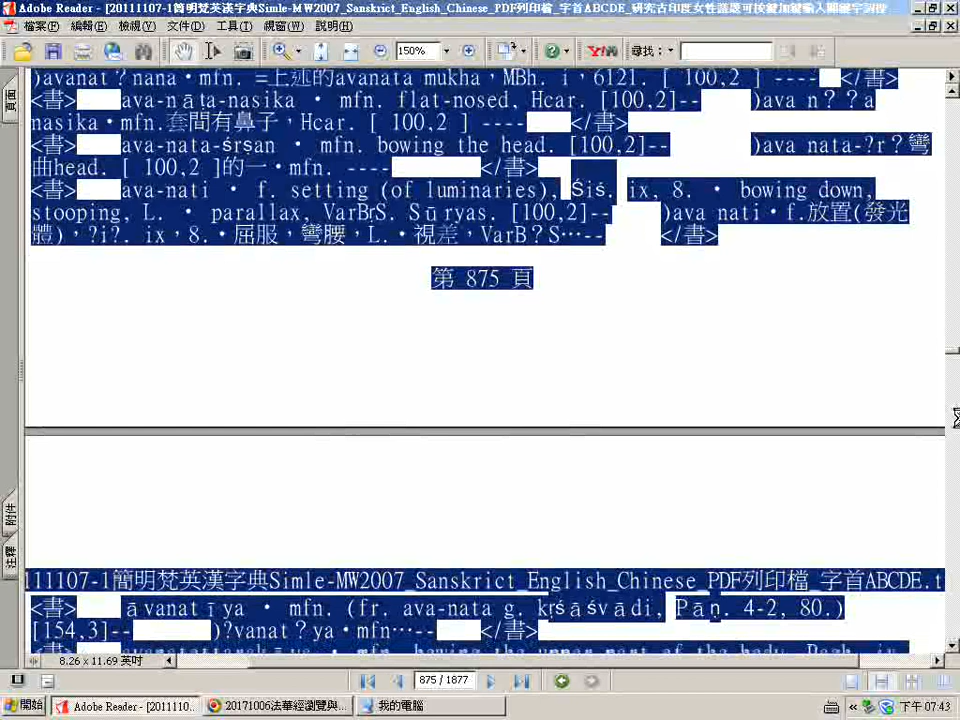 Adobe Reader - [20111107-1簡明梵英漢字典Simle-MW2007_Sanskrict_English_Chinese_PDF列印檔_字首ABCDE_研究古印度女性議題可按鍵加鍵輸入關鍵字詞搜
檔案(F) 編輯(E) 檢視(V) 文件(D) 工具(T) 視窗(W) 說明(H)
150% Y! 尋找:
頁面
)avanat？nana‧mfn. =上述的avanata mukha，MBh. i，6121. [ 100,2 ] ---- </書>
<書> ava-nāṭa-nasika ‧ mfn. flat-nosed, Hcar. [100,2]-- )ava n？？a
nasika‧mfn.套間有鼻子，Hcar. [ 100,2 ] ---- </書>
<書> ava-nata-śrṣan ‧ mfn. bowing the head. [100,2]-- )ava nata-?r？彎
曲head. [ 100,2 ]的一‧mfn. ---- </書>
<書> ava-nati ‧ f. setting (of luminaries), Śiś. ix, 8. ‧ bowing down,
stooping, L. ‧ parallax, VarBṛS. Sūryas. [100,2]-- )ava nati‧f.放置(發光
體)，?i?. ix，8.‧屈服，彎腰，L.‧視差，VarB？S…-- </書>
第 875 頁
附件
註釋
111107-1簡明梵英漢字典Simle-MW2007_Sanskrict_English_Chinese_PDF列印檔_字首ABCDE.t
<書> āvanatīya ‧ mfn. (fr. ava-nata g. kṛśāśvādi, Pāṇ. 4-2, 80.)
[154,3]-- )?vanat？ya‧mfn…-- </書>
8.26 x 11.69 英吋
875 / 1877
開始 Adobe Reader - [2011110... 20171006法華經瀏覽與... 我的電腦 下午 07:43